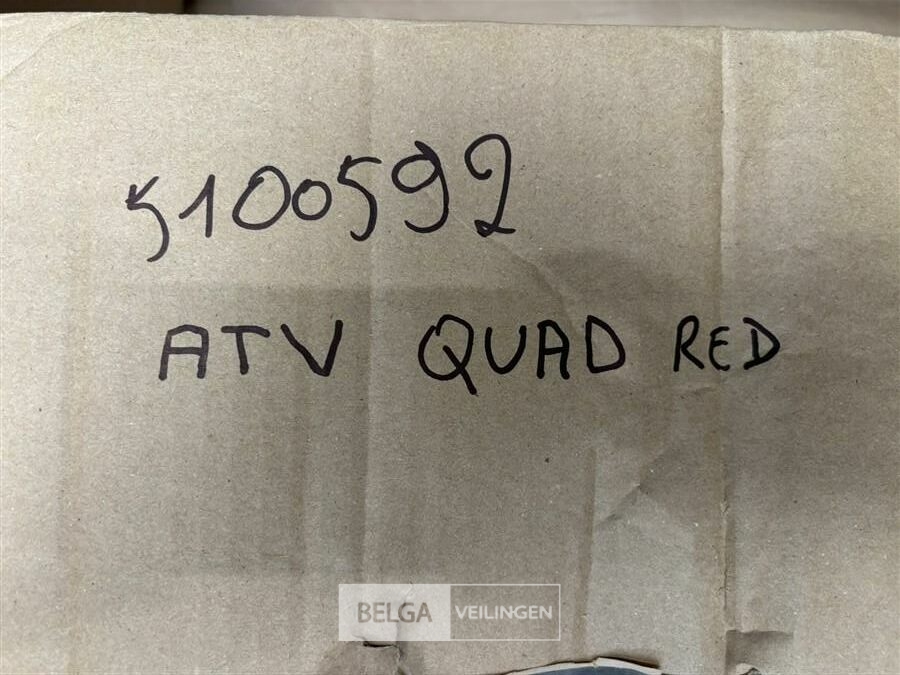 5100592
ATV QUAD RED
BELGA VEILINGEN